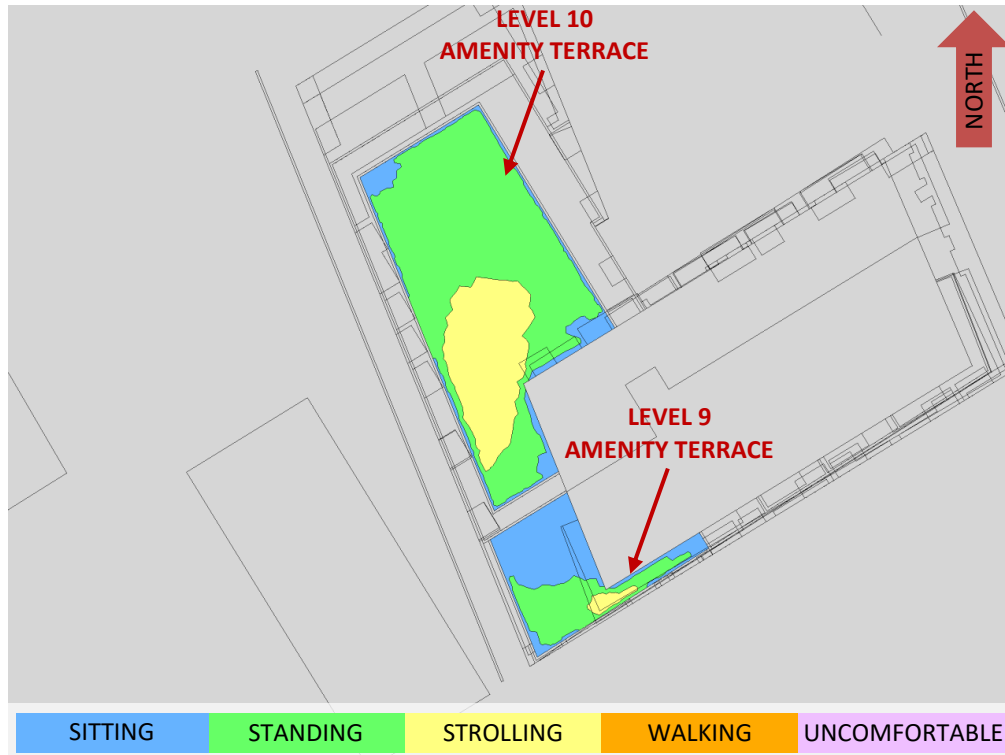 LEVEL 10
AMENITY TERRACE
NORTH
LEVEL 9
AMENITY TERRACE
SITTING
STANDING
STROLLING
WALKING
UNCOMFORTABLE